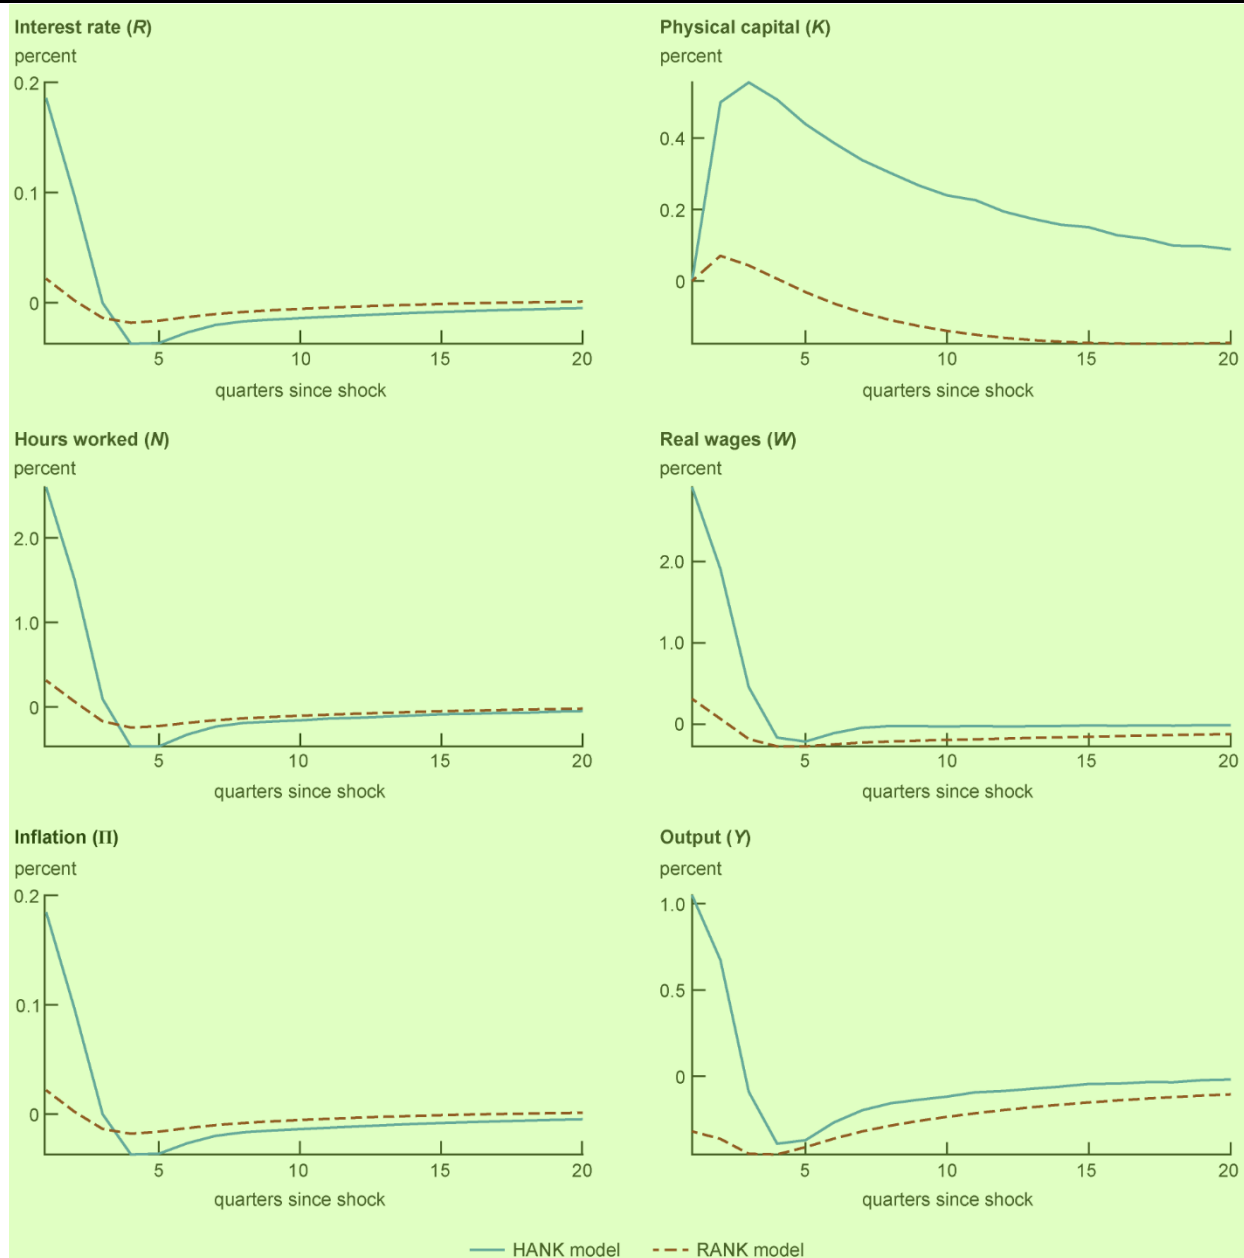 Interest rate (R)
percent
0.2
0.1
0
5
10
15
20
quarters since shock
Physical capital (K)
percent
0.4
0.2
0
5
10
15
20
quarters since shock
Hours worked (N)
percent
2.0
1.0
0
5
10
15
20
quarters since shock
Real wages (W)
percent
2.0
1.0
0
5
10
15
20
quarters since shock
Inflation (Π)
percent
0.2
0.1
0
5
10
15
20
quarters since shock
Output (Y)
percent
1.0
0.5
0
5
10
15
20
quarters since shock
HANK model
RANK model